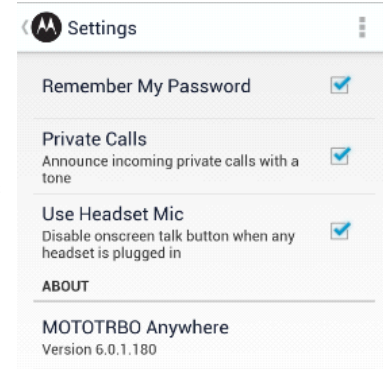 Settings
Remember My Password
Private Calls
Announce incoming private calls with a
tone
Use Headset Mic
Disable onscreen talk button when any
headset is plugged in
ABOUT
MOTOTRBO Anywhere
Version 6.0.1.180